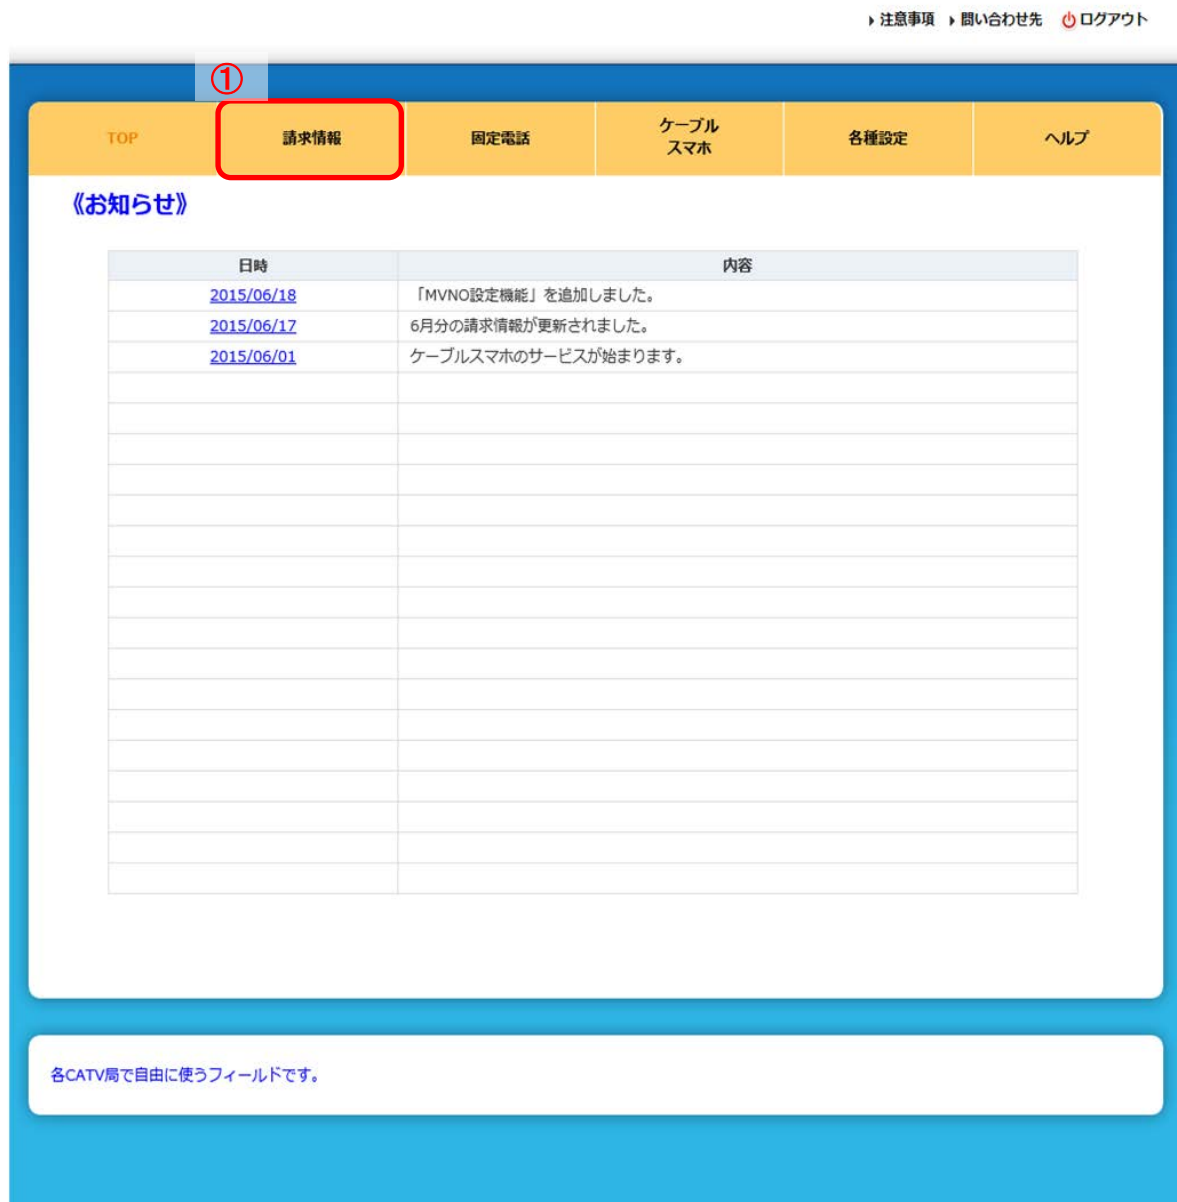 注意事項 問い合わせ先 ログアウト
①
TOP 請求情報 固定電話 ケーブル スマホ 各種設定 ヘルプ
《お知らせ》
日時 内容
2015/06/18 「MVNO設定機能」を追加しました。
2015/06/17 6月分の請求情報が更新されました。
2015/06/01 ケーブルスマホのサービスが始まります。
各CATV局で自由に使うフィールドです。